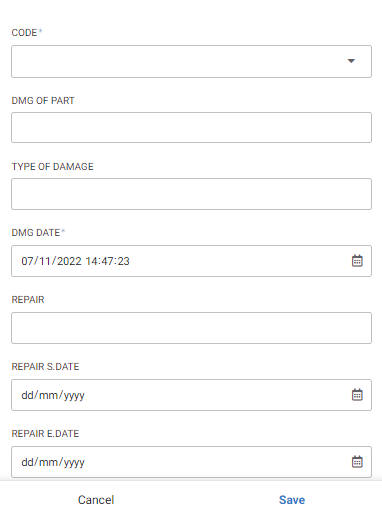 CODE*
DMG OF PART
TYPE OF DAMAGE
DMG DATE*
07/11/2022 14:47:23
REPAIR
REPAIR S.DATE
dd/mm/yyyy
REPAIR E.DATE
dd/mm/yyyy
Cancel Save